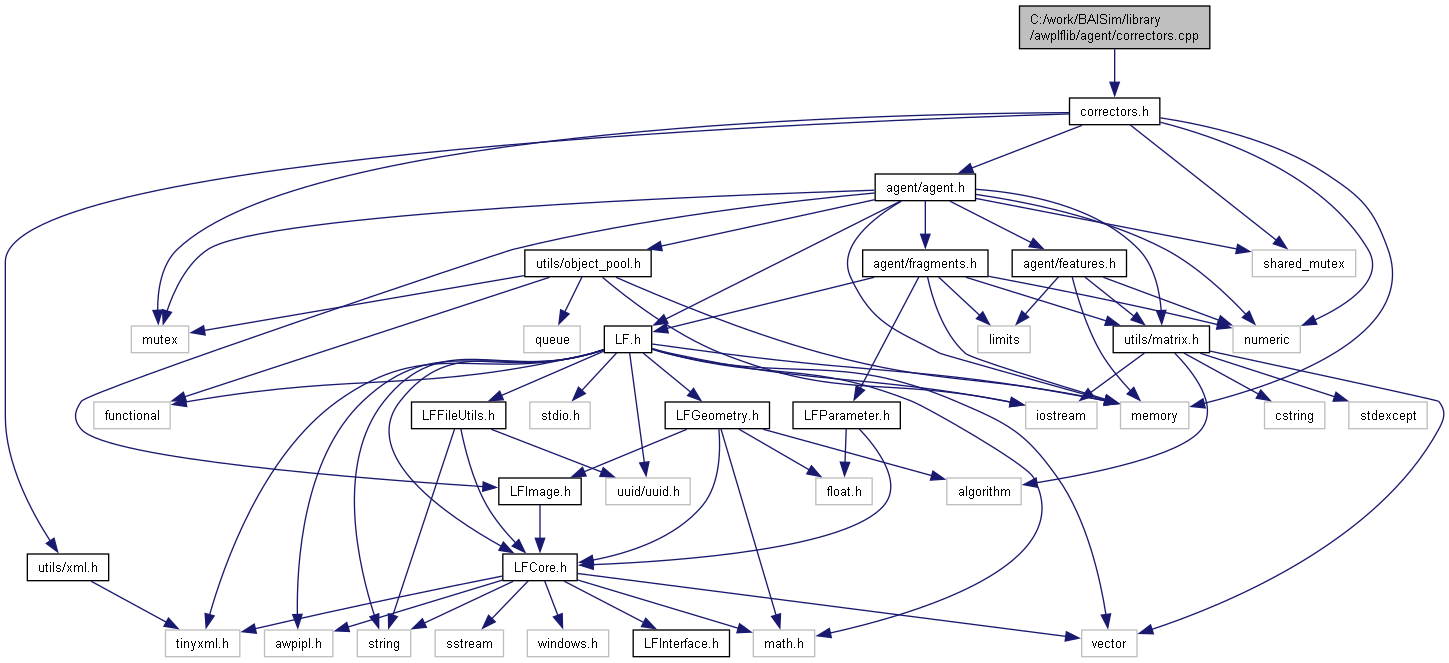 C:/work/BAISim/library
/awplflib/agent/correctors.cpp
correctors.h
agent/agent.h
utils/object_pool.h
agent/fragments.h
agent/features.h
shared_mutex
mutex
queue
LF.h
limits
utils/matrix.h
numeric
functional
LFFileUtils.h
stdio.h
LFGeometry.h
LFParameter.h
iostream
memory
cstring
stdexcept
LFImage.h
uuid/uuid.h
float.h
algorithm
utils/xml.h
LFCore.h
tinyxml.h
awpipl.h
string
sstream
windows.h
LFInterface.h
math.h
vector